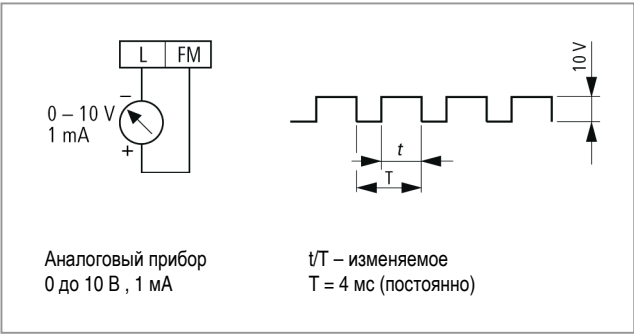 L FM
10 V
–
0 – 10 V
1 mA
+
t
T
Аналоговый прибор
0 до 10 В , 1 мА
t/T – изменяемое
T = 4 мс (постоянно)